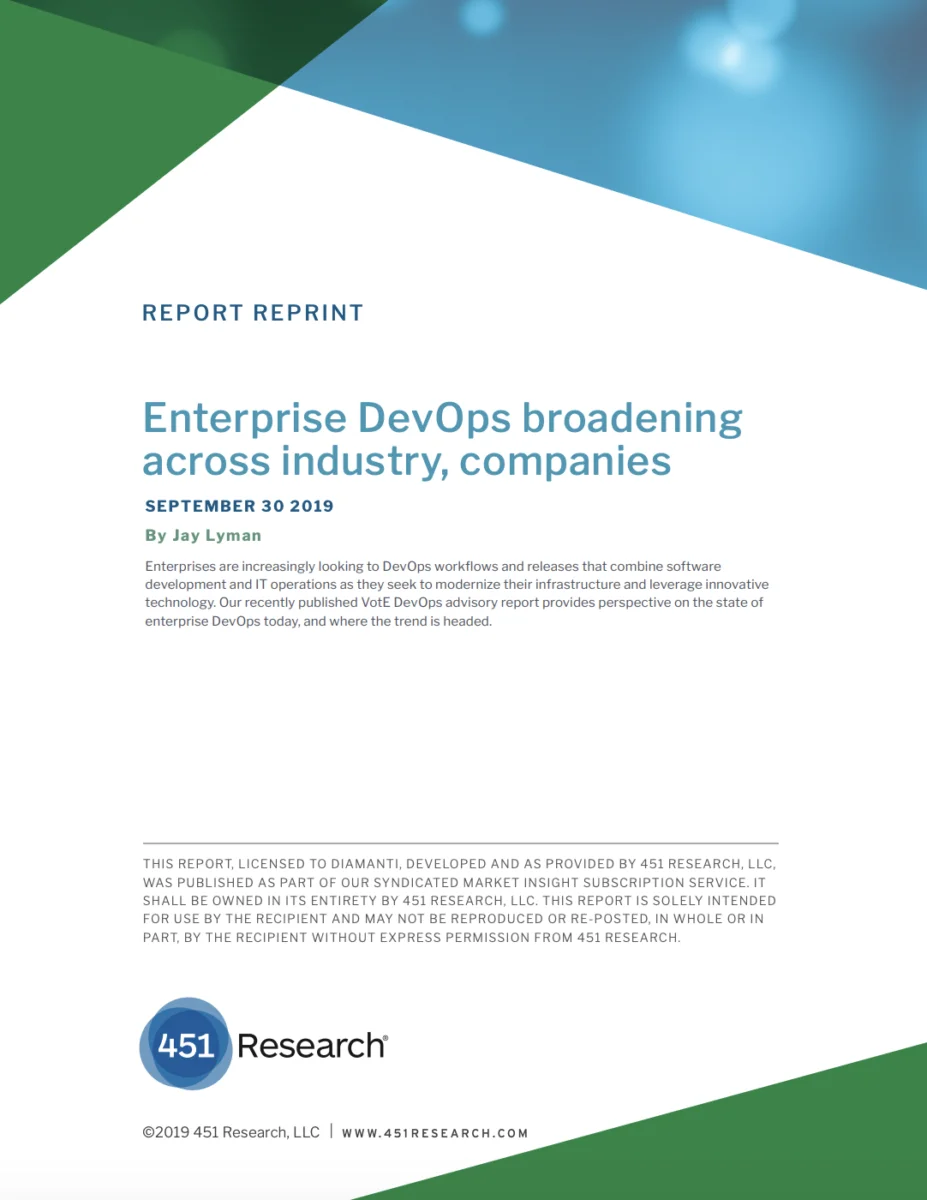 REPORT REPRINT
Enterprise DevOps broadening
across industry, companies
SEPTEMBER 30 2019
By Jay Lyman
Enterprises are increasingly looking to DevOps workflows and releases that combine software
development and IT operations as they seek to modernize their infrastructure and leverage innovative
technology. Our recently published VotE DevOps advisory report provides perspective on the state of
enterprise DevOps today, and where the trend is headed.
THIS REPORT, LICENSED TO DIAMANTI, DEVELOPED AND AS PROVIDED BY 451 RESEARCH, LLC,
WAS PUBLISHED AS PART OF OUR SYNDICATED MARKET INSIGHT SUBSCRIPTION SERVICE. IT
SHALL BE OWNED IN ITS ENTIRETY BY 451 RESEARCH, LLC. THIS REPORT IS SOLELY INTENDED
FOR USE BY THE RECIPIENT AND MAY NOT BE REPRODUCED OR RE-POSTED, IN WHOLE OR IN
PART, BY THE RECIPIENT WITHOUT EXPRESS PERMISSION FROM 451 RESEARCH.
451 Research®
©2019 451 Research, LLC | WWW.451RESEARCH.COM